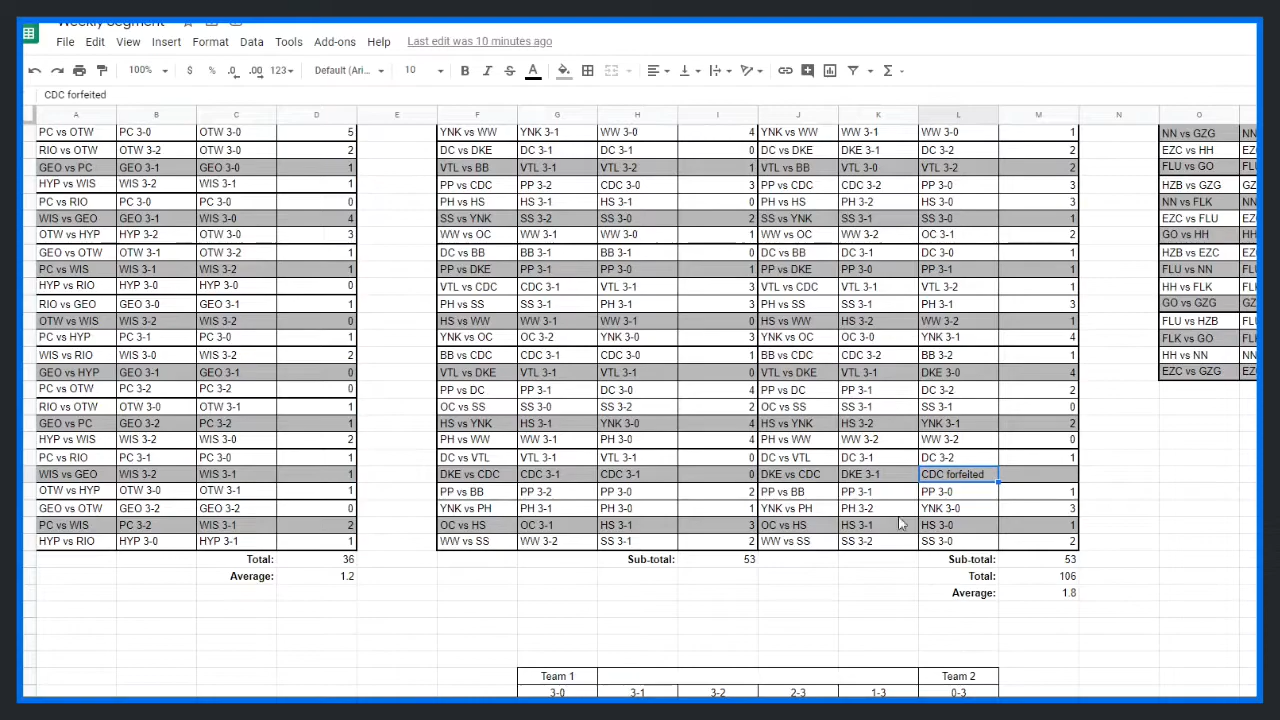 Weekly Segment
File Edit View Insert Format Data Tools Add-ons Help Last edit was 10 minutes ago
100% $ % .0 .00 123 Default (Ari... 10 B I S A Σ
CDC forfeited
A B C D E F G H I J K L M N O
PC vs OTW PC 3-0 OTW 3-0 5 YNK vs WW YNK 3-1 WW 3-0 4 YNK vs WW WW 3-1 WW 3-0 1 NN vs GZG NN
RIO vs OTW OTW 3-2 OTW 3-0 2 DC vs DKE DC 3-1 DC 3-1 0 DC vs DKE DKE 3-1 DC 3-2 2 EZC vs HH EZC
GEO vs PC GEO 3-1 GEO 3-0 1 VTL vs BB VTL 3-1 VTL 3-2 1 VTL vs BB VTL 3-0 VTL 3-2 2 FLU vs GO FLU
HYP vs WIS WIS 3-2 WIS 3-1 1 PP vs CDC PP 3-2 CDC 3-0 3 PP vs CDC CDC 3-2 PP 3-0 3 HZB vs GZG GZ
PC vs RIO PC 3-0 PC 3-0 0 PH vs HS HS 3-1 HS 3-1 0 PH vs HS PH 3-2 HS 3-0 3 NN vs FLK NN
WIS vs GEO GEO 3-1 WIS 3-0 4 SS vs YNK SS 3-2 SS 3-0 2 SS vs YNK SS 3-1 SS 3-0 1 EZC vs FLU EZC
OTW vs HYP HYP 3-2 OTW 3-0 3 WW vs OC WW 3-1 WW 3-0 1 WW vs OC WW 3-2 OC 3-1 2 GO vs HH HH
GEO vs OTW OTW 3-1 OTW 3-2 1 DC vs BB BB 3-1 BB 3-1 0 DC vs BB DC 3-1 DC 3-0 1 HZB vs EZC EZC
PC vs WIS WIS 3-1 WIS 3-2 1 PP vs DKE PP 3-1 PP 3-0 1 PP vs DKE PP 3-0 PP 3-1 1 FLU vs NN FLU
HYP vs RIO HYP 3-0 HYP 3-0 0 VTL vs CDC CDC 3-1 VTL 3-1 3 VTL vs CDC VTL 3-1 VTL 3-2 1 HH vs FLK HH
RIO vs GEO GEO 3-0 GEO 3-1 1 PH vs SS SS 3-0 PH 3-1 4 PH vs SS SS 3-1 PH 3-1 3 GO vs GZG GZ
OTW vs WIS WIS 3-2 WIS 3-2 0 HS vs WW WW 3-1 WW 3-1 0 HS vs WW HS 3-2 WW 3-2 1 FLU vs HZB FLU
PC vs HYP PC 3-1 PC 3-0 1 YNK vs OC OC 3-2 YNK 3-0 3 YNK vs OC OC 3-0 YNK 3-1 4 FLK vs GO FLK
WIS vs RIO WIS 3-0 WIS 3-2 2 BB vs CDC CDC 3-1 CDC 3-0 1 BB vs CDC CDC 3-2 BB 3-2 1 HH vs NN HH
GEO vs HYP GEO 3-1 GEO 3-1 0 VTL vs DKE VTL 3-1 VTL 3-1 0 VTL vs DKE VTL 3-1 DKE 3-0 4 EZC vs GZG EZC
PC vs OTW PC 3-2 PC 3-2 0 PP vs DC PP 3-1 DC 3-0 4 PP vs DC PP 3-1 DC 3-2 2
RIO vs OTW OTW 3-0 OTW 3-1 1 OC vs SS SS 3-0 SS 3-2 2 OC vs SS SS 3-1 SS 3-1 0
GEO vs PC GEO 3-2 PC 3-2 1 HS vs YNK HS 3-1 YNK 3-0 4 HS vs YNK HS 3-2 YNK 3-1 2
HYP vs WIS WIS 3-2 WIS 3-0 2 PH vs WW WW 3-1 PH 3-0 4 PH vs WW WW 3-2 WW 3-2 0
PC vs RIO PC 3-1 PC 3-0 1 DC vs VTL VTL 3-1 VTL 3-1 0 DC vs VTL DC 3-1 DC 3-2 1
WIS vs GEO WIS 3-2 WIS 3-1 1 DKE vs CDC CDC 3-1 CDC 3-1 0 DKE vs CDC DKE 3-1 CDC forfeited
OTW vs HYP OTW 3-0 OTW 3-1 1 PP vs BB PP 3-2 PP 3-0 2 PP vs BB PP 3-1 PP 3-0 1
GEO vs OTW GEO 3-2 GEO 3-2 0 YNK vs PH PH 3-1 PH 3-0 1 YNK vs PH PH 3-2 YNK 3-0 3
PC vs WIS PC 3-2 WIS 3-1 2 OC vs HS OC 3-1 HS 3-1 3 OC vs HS HS 3-1 HS 3-0 1
HYP vs RIO HYP 3-0 HYP 3-1 1 WW vs SS WW 3-2 SS 3-1 2 WW vs SS SS 3-2 SS 3-0 2
Total: 36 Sub-total: 53 Sub-total: 53
Average: 1.2 Total: 106
Average: 1.8
Team 1 Team 2
3-0 3-1 3-2 2-3 1-3 0-3